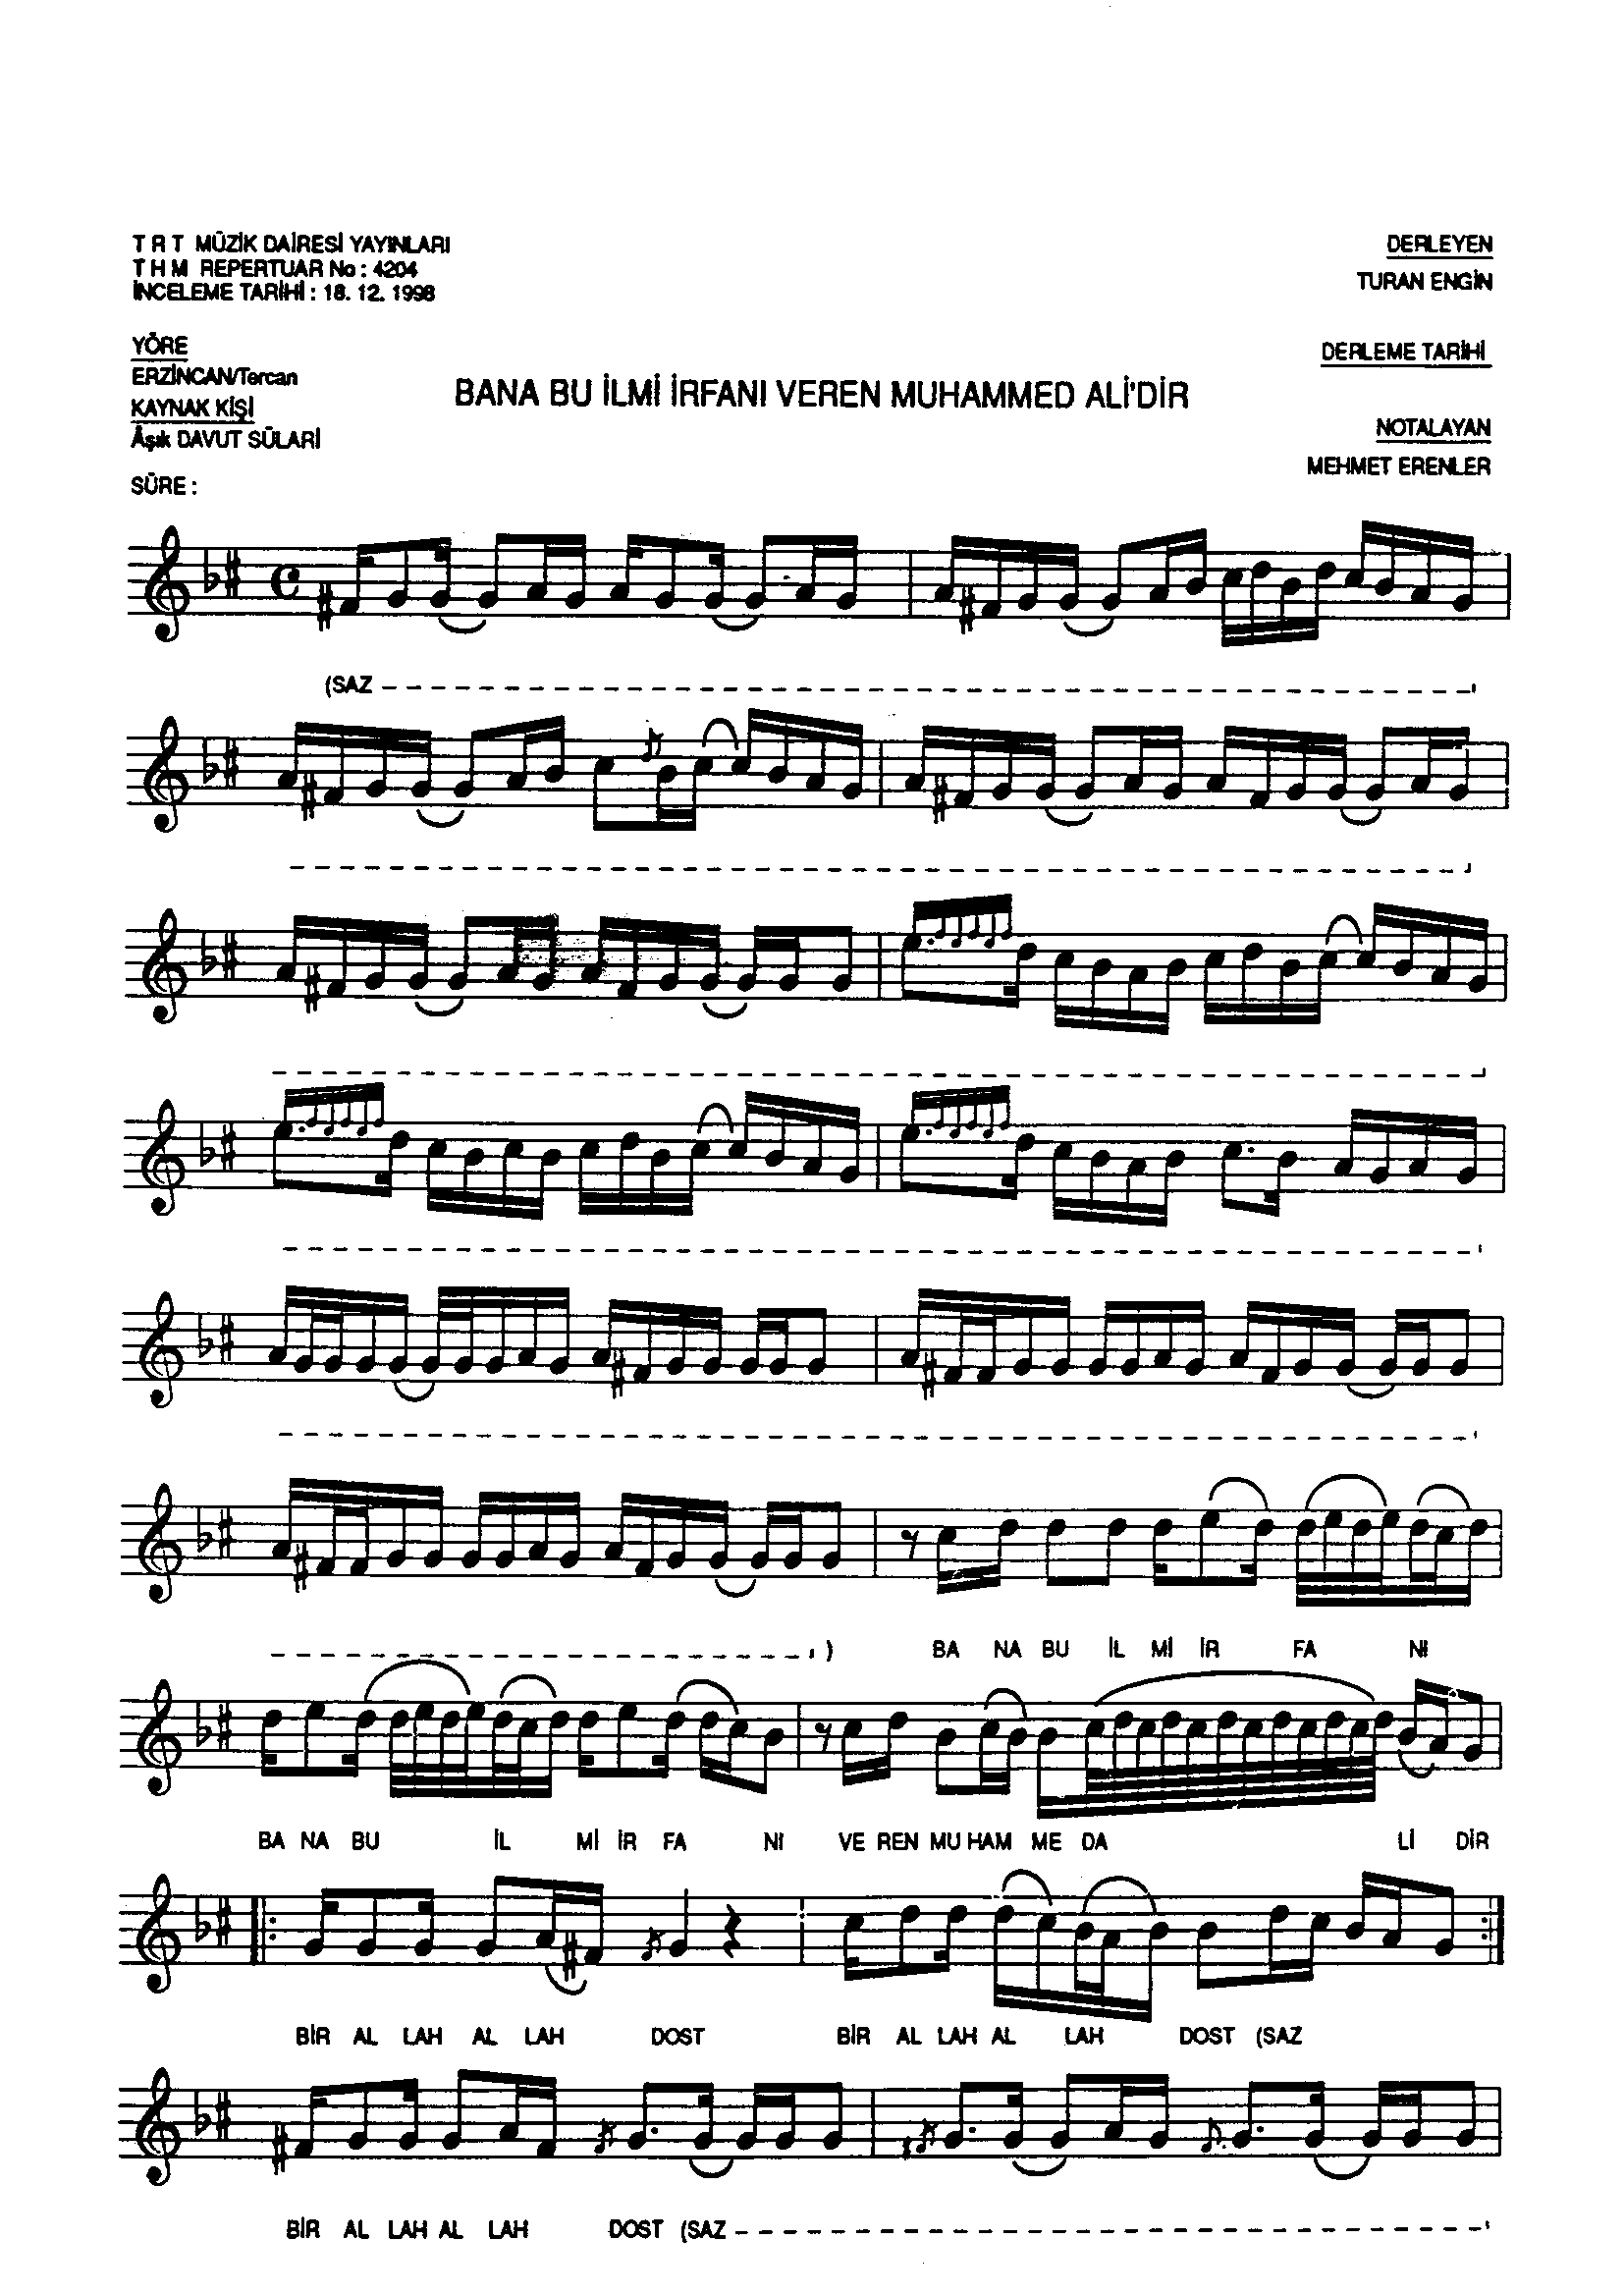 T R T MÜZİK DAİRESİ YAYINLARI
T H M REPERTUAR No : 4204
İNCELEME TARİHİ : 18. 12. 1998
DERLEYEN
TURAN ENGİN
YÖRE
ERZİNCAN/Tercan
KAYNAK KİŞİ
Âşık DAVUT SÜLARİ
SÜRE :
DERLEME TARİHİ
BANA BU İLMİ İRFANI VEREN MUHAMMED ALİ'DİR
NOTALAYAN
MEHMET ERENLER
(SAZ
) BA NA BU İL Mİ İR FA NI
BA NA BU İL Mİ İR FA NI VE REN MU HAM ME DA Lİ DİR
BİR AL LAH AL LAH DOST BİR AL LAH AL LAH DOST (SAZ
BİR AL LAH AL LAH DOST (SAZ